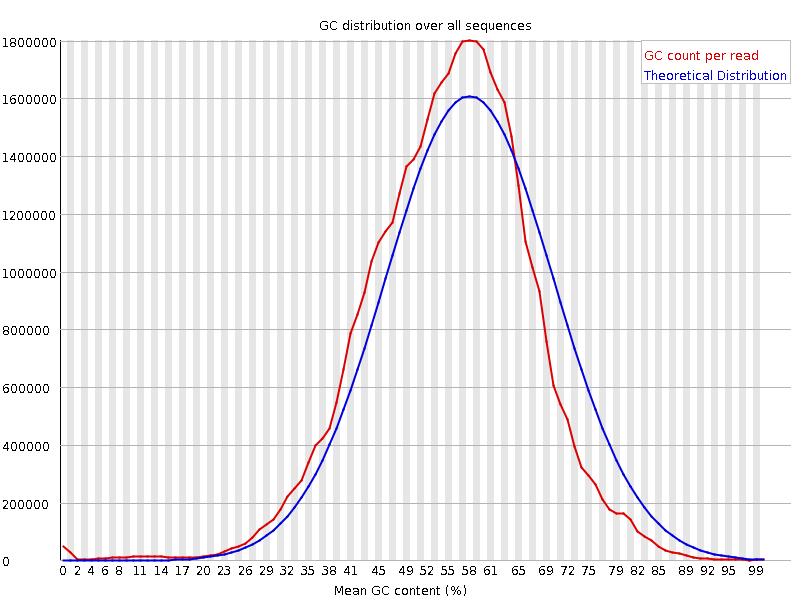 GC distribution over all sequences
GC count per read
Theoretical Distribution
1800000
1600000
1400000
1200000
1000000
800000
600000
400000
200000
0
0 2 4 6 8 11 14 17 20 23 26 29 32 35 38 41 45 49 52 55 58 61 65 69 72 75 79 82 85 89 92 95 99
Mean GC content (%)